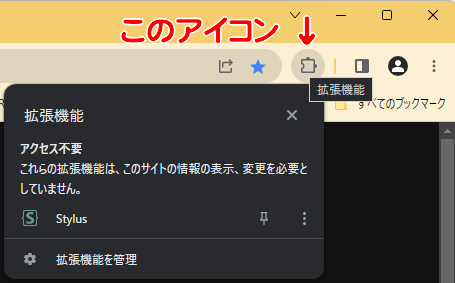 このアイコン ↓
拡張機能
すべてのブックマーク
拡張機能
アクセス不要
これらの拡張機能は、このサイトの情報の表示、変更を必要と
していません。
S Stylus
拡張機能を管理